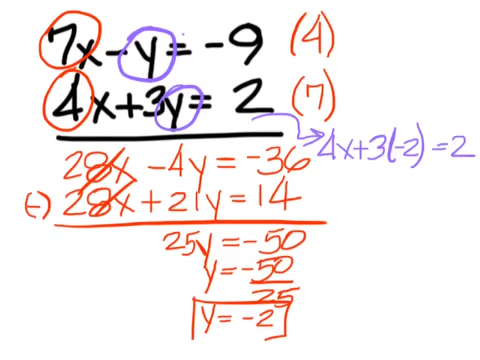 7x-y=-9 (4)
4x+3y=2 (7)
4x+3(-2)=2
28x-4y=-36
(-) 28x+21y=14
25y=-50
y=-50
25
y=-2